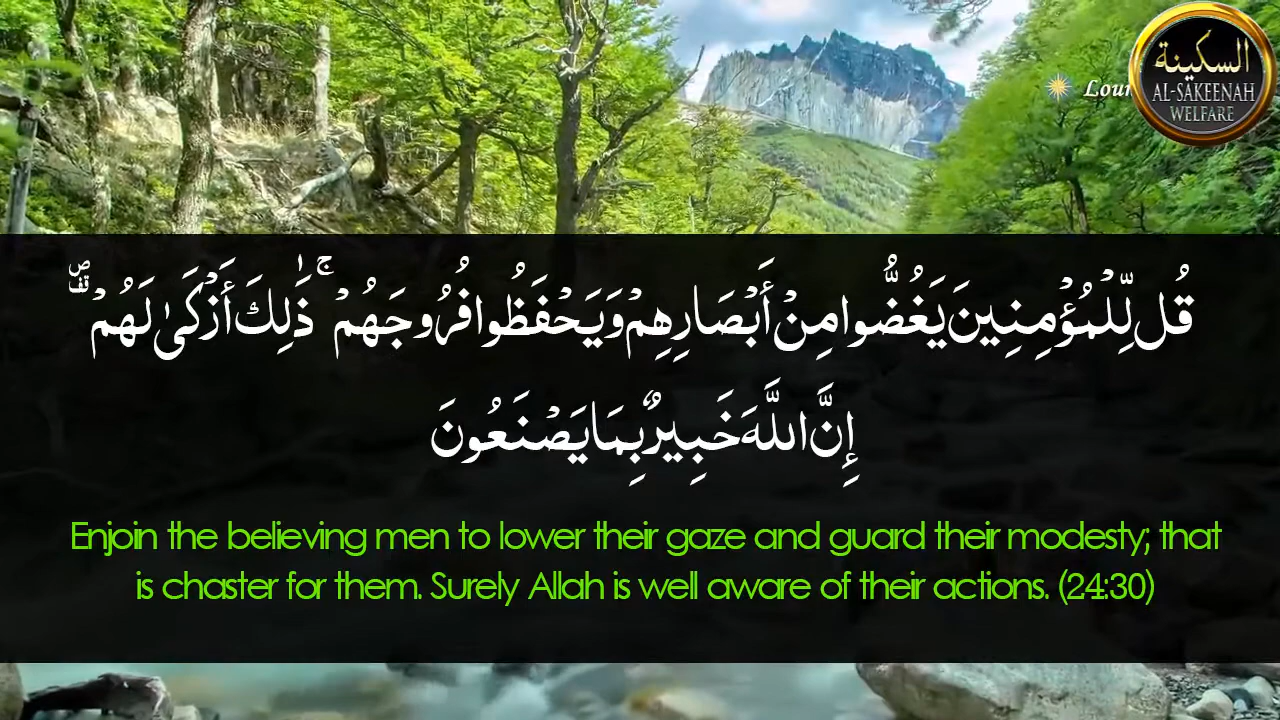 السكينة
AL-SAKEENAH
WELFARE
قُل لِّلْمُؤْمِنِينَ يَغُضُّوا مِنْ أَبْصَارِهِمْ وَيَحْفَظُوا فُرُوجَهُمْ ۚ ذَٰلِكَ أَزْكَىٰ لَهُمْ ۗ
إِنَّ اللَّهَ خَبِيرٌ بِمَا يَصْنَعُونَ
Enjoin the believing men to lower their gaze and guard their modesty; that
is chaster for them. Surely Allah is well aware of their actions. (24:30)